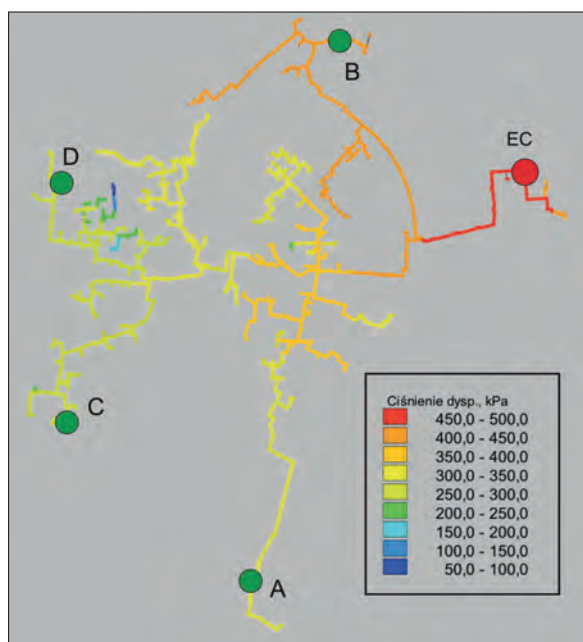 B
EC
D
C
A
Ciśnienie dysp., kPa
450,0 - 500,0
400,0 - 450,0
350,0 - 400,0
300,0 - 350,0
250,0 - 300,0
200,0 - 250,0
150,0 - 200,0
100,0 - 150,0
50,0 - 100,0